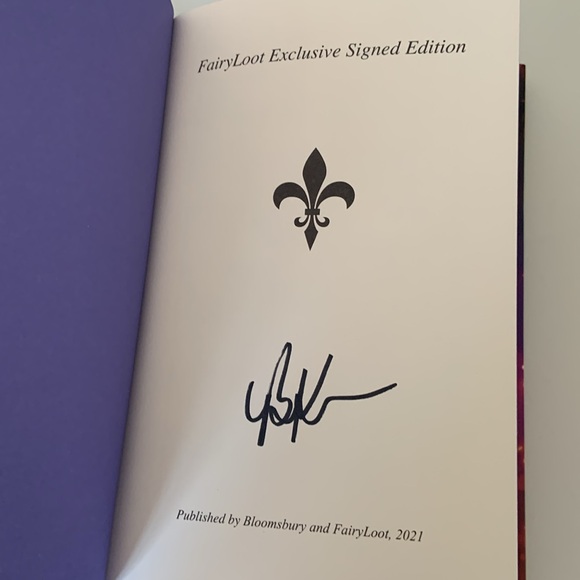 FairyLoot Exclusive Signed Edition
Published by Bloomsbury and FairyLoot, 2021